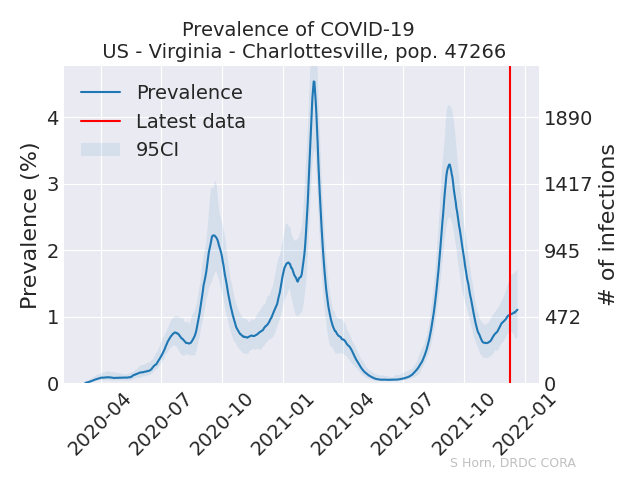 Prevalence of COVID-19
US - Virginia - Charlottesville, pop. 47266
Prevalence
Latest data
95CI
Prevalence (%)
4
3
2
1
0
1890
1417
945
472
0
# of infections
2020-04
2020-07
2020-10
2021-01
2021-04
2021-07
2021-10
2022-01
S Horn, DRDC CORA